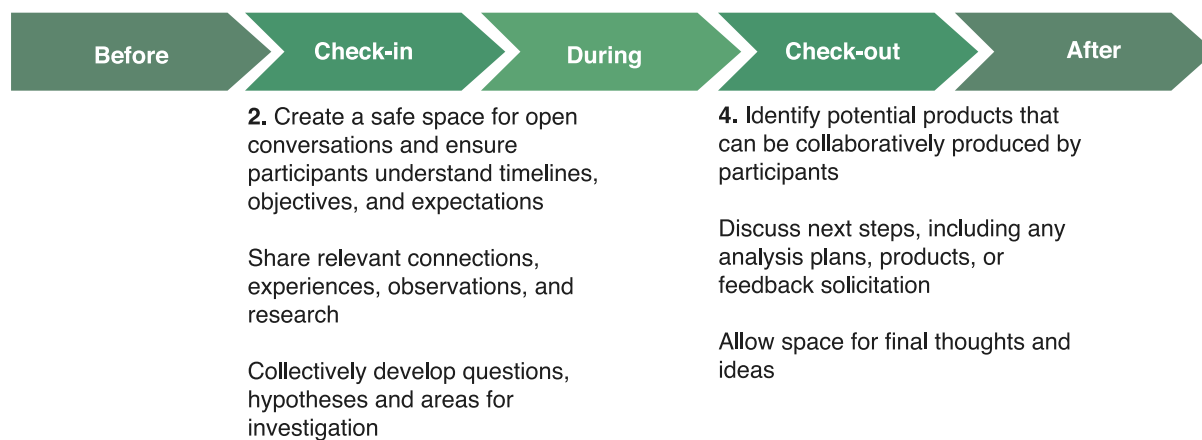 Before
Check-in
During
Check-out
After
2. Create a safe space for open
conversations and ensure
participants understand timelines,
objectives, and expectations
Share relevant connections,
experiences, observations, and
research
Collectively develop questions,
hypotheses and areas for
investigation
4. Identify potential products that
can be collaboratively produced by
participants
Discuss next steps, including any
analysis plans, products, or
feedback solicitation
Allow space for final thoughts and
ideas